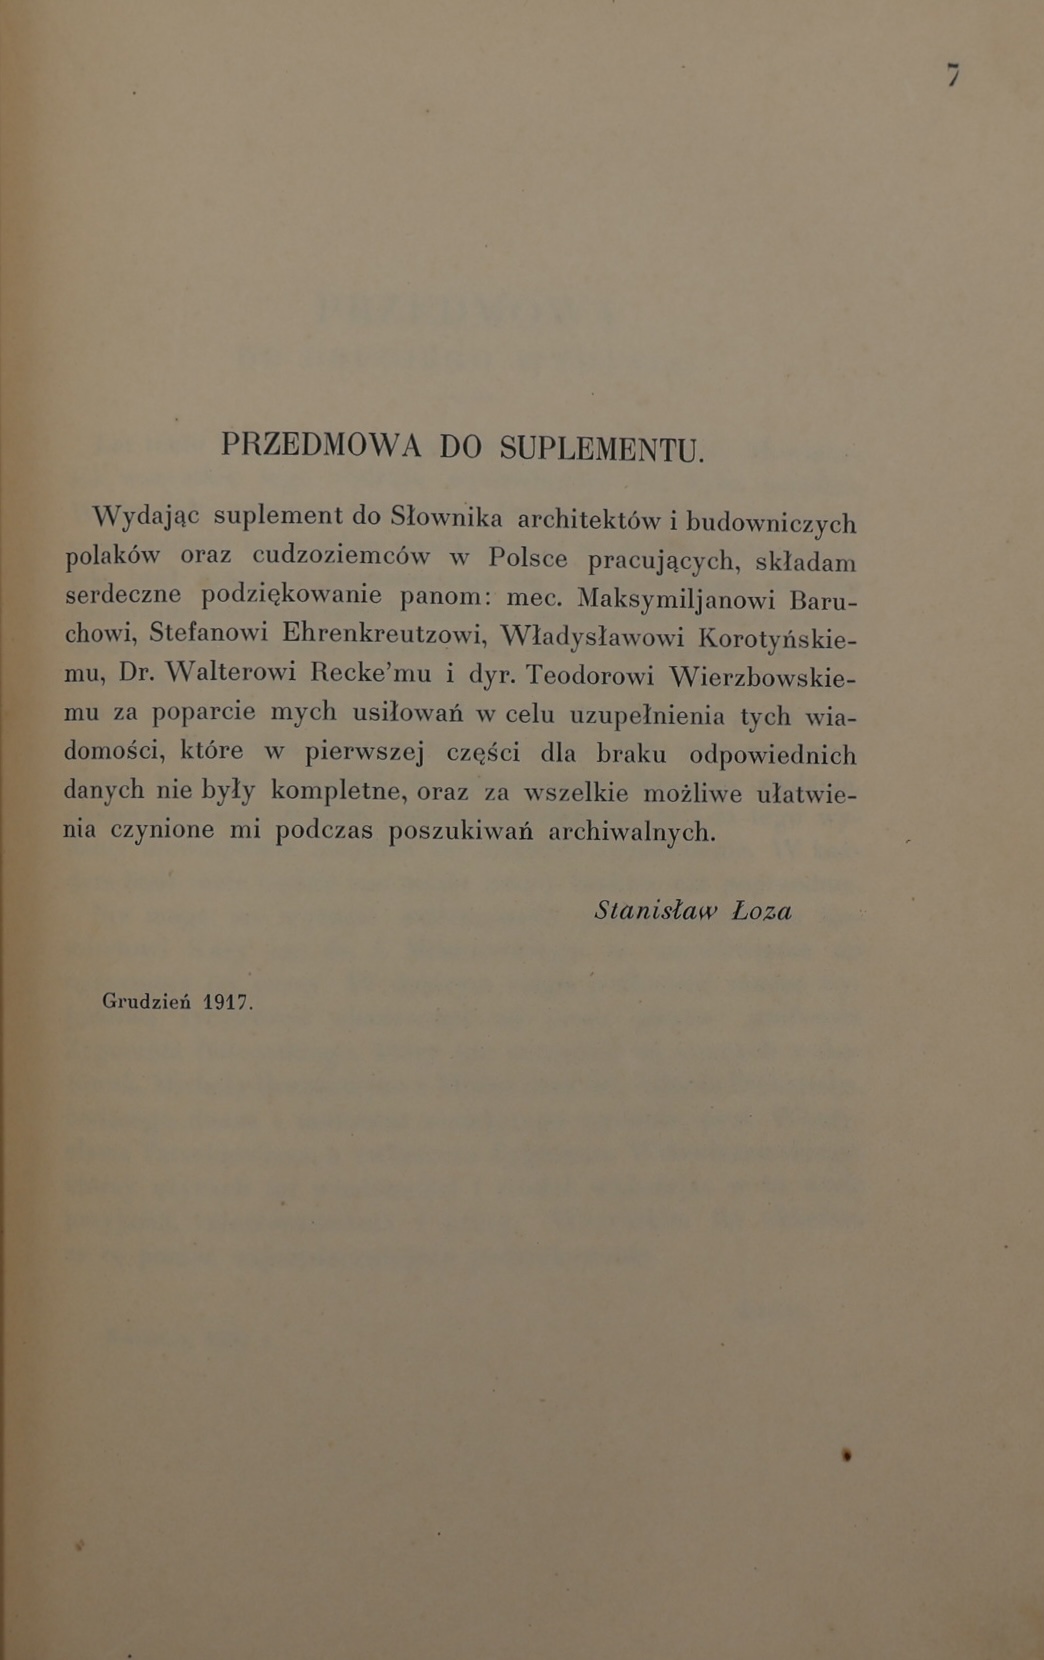 7
PRZEDMOWA DO SUPLEMENTU.
Wydając suplement do Słownika architektów i budowniczych
polaków oraz cudzoziemców w Polsce pracujących, składam
serdeczne podziękowanie panom: mec. Maksymiljanowi Baru-
chowi, Stefanowi Ehrenkreutzowi, Władysławowi Korotyńskie-
mu, Dr. Walterowi Recke’mu i dyr. Teodorowi Wierzbowskie-
mu za poparcie mych usiłowań w celu uzupełnienia tych wia-
domości, które w pierwszej części dla braku odpowiednich
danych nie były kompletne, oraz za wszelkie możliwe ułatwie-
nia czynione mi podczas poszukiwań archiwalnych.
Stanisław Łoza
Grudzień 1917.